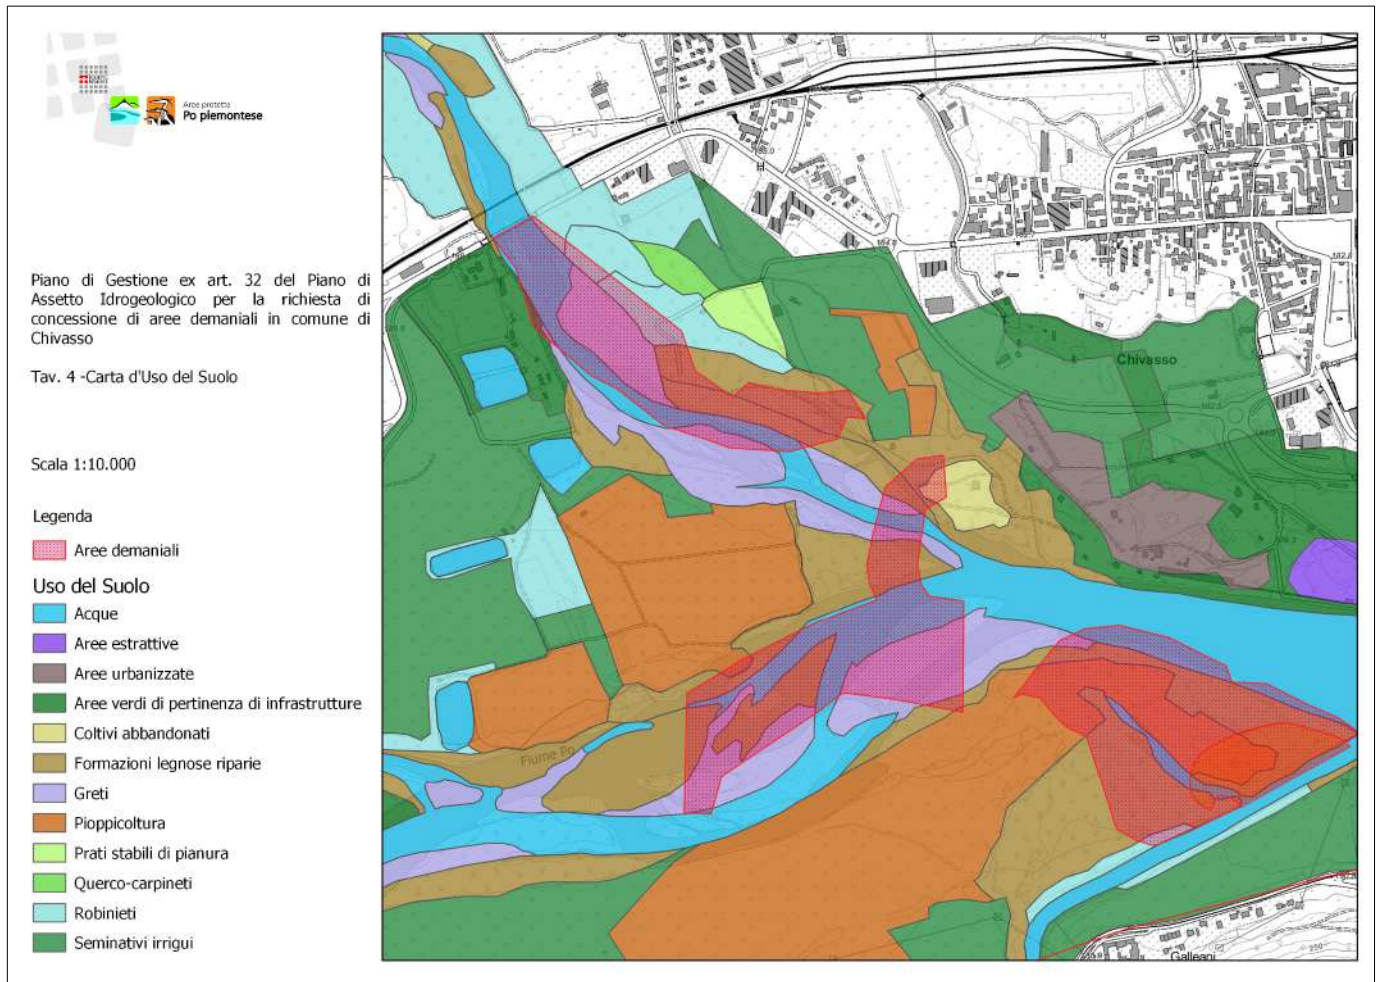 Aree protette
Po piemontese
Piano di Gestione ex art. 32 del Piano di
Assetto Idrogeologico per la richiesta di
concessione di aree demaniali in comune di
Chivasso
Tav. 4 -Carta d'Uso del Suolo
Scala 1:10.000
Legenda
Aree demaniali
Uso del Suolo
Acque
Aree estrattive
Aree urbanizzate
Aree verdi di pertinenza di infrastrutture
Coltivi abbandonati
Formazioni legnose riparie
Greti
Pioppicoltura
Prati stabili di pianura
Querco-carpineti
Robinieti
Seminativi irrigui
Chivasso
Fiume Po
Galleani